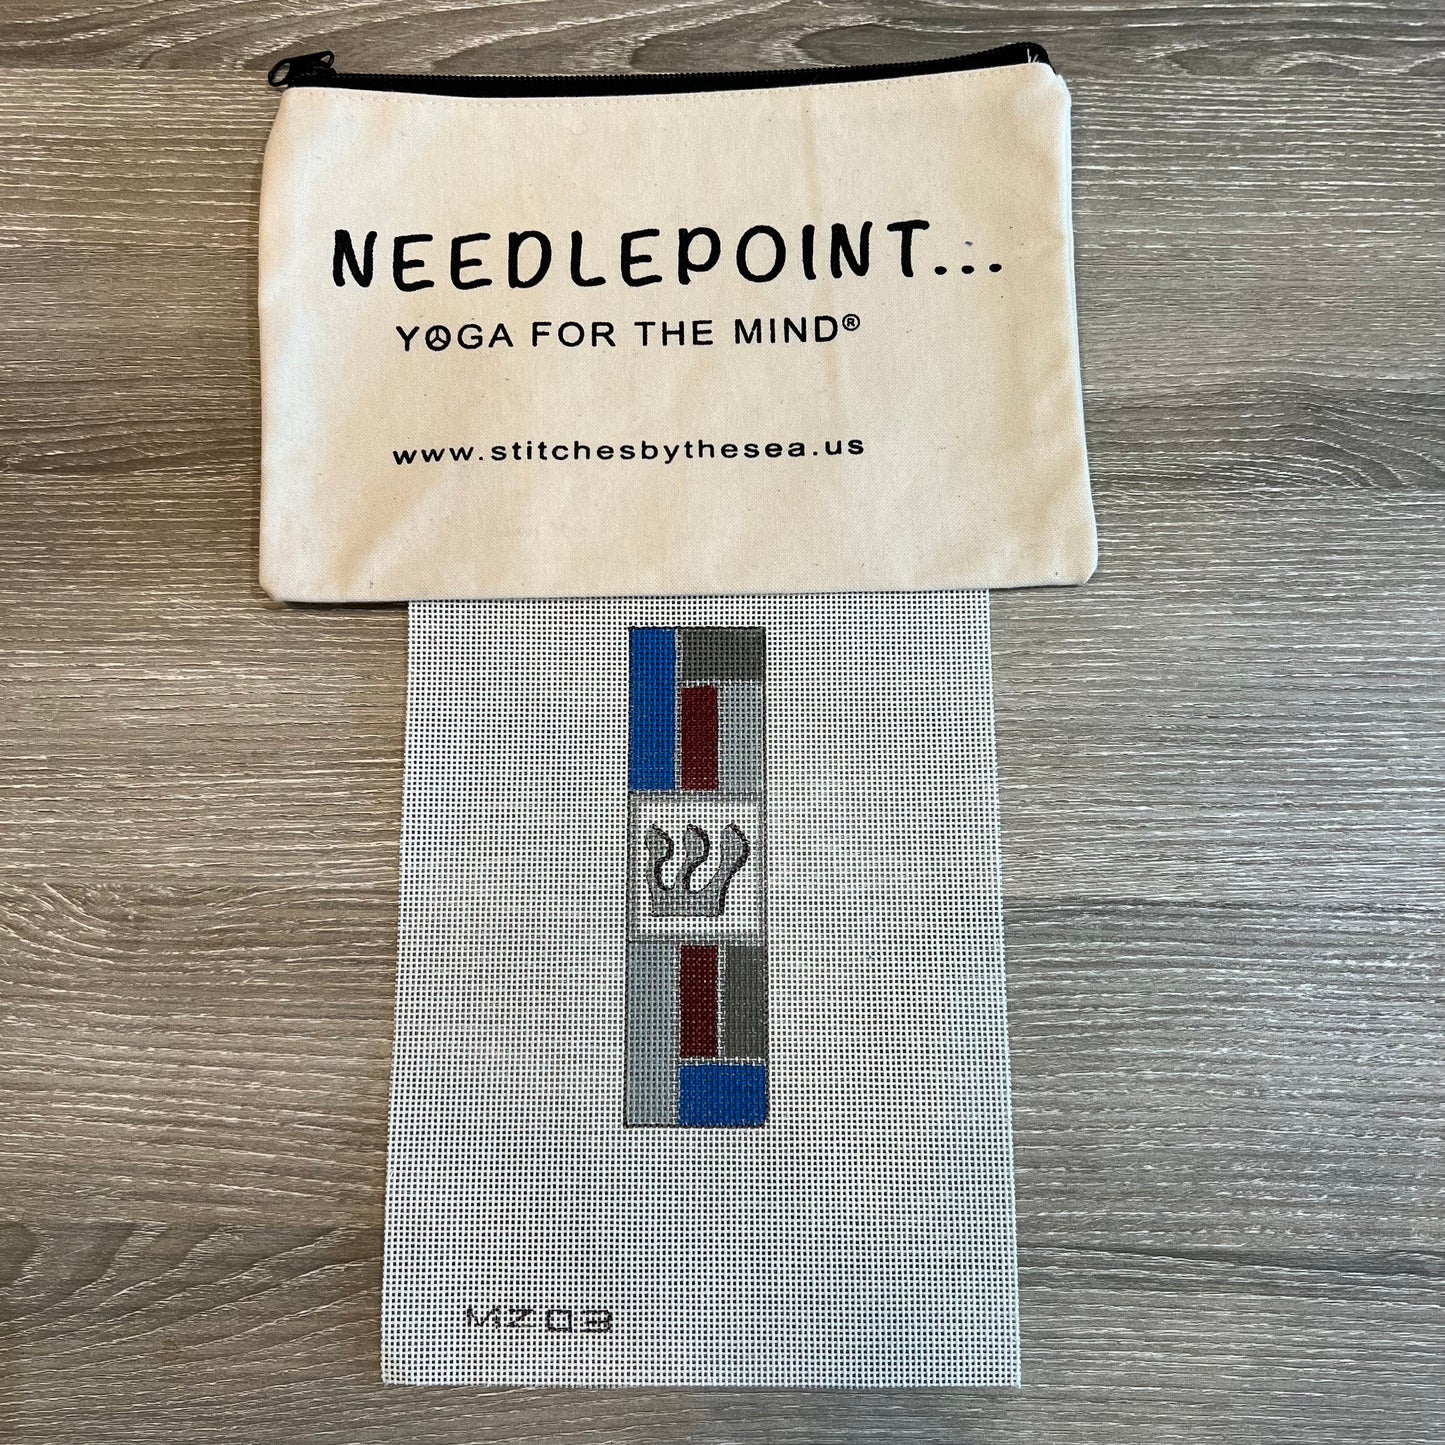 NEEDLEPOINT...
YOGA FOR THE MIND®
www.stitchesbythesea.us
ש
MZ03